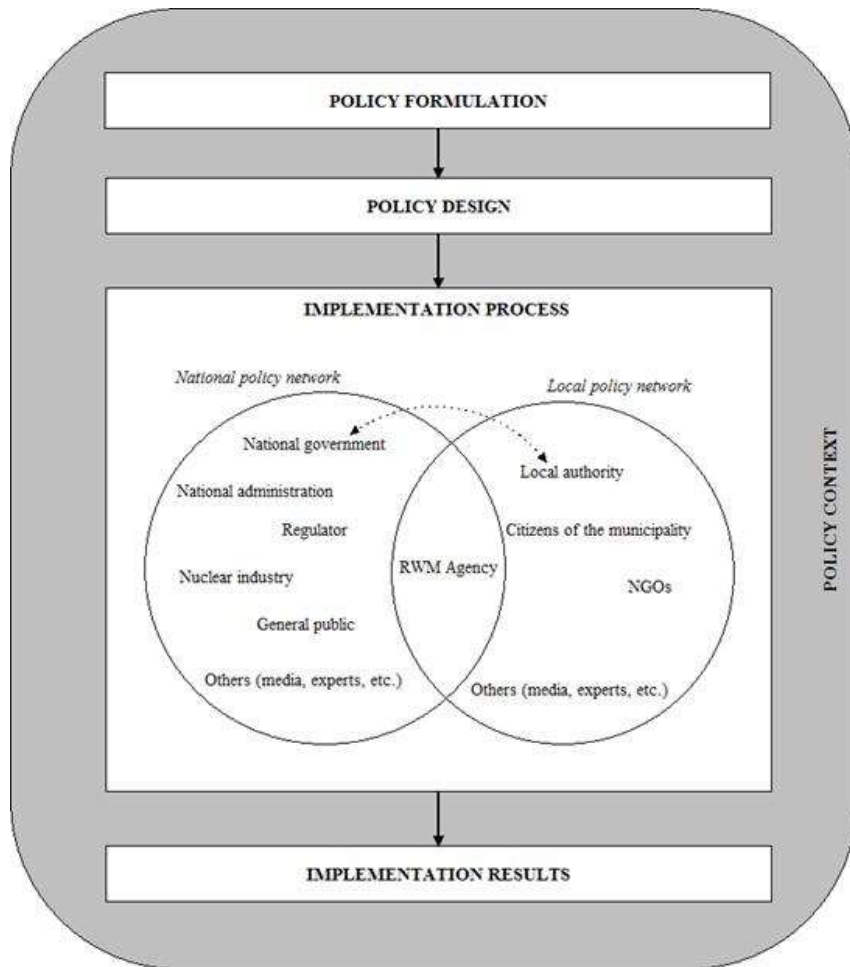 POLICY FORMULATION
POLICY DESIGN
IMPLEMENTATION PROCESS
National policy network
Local policy network
National government
Local authority
National administration
Regulator
Citizens of the municipality
Nuclear industry
RWM Agency
NGOs
General public
Others (media, experts, etc.)
Others (media, experts, etc.)
POLICY CONTEXT
IMPLEMENTATION RESULTS